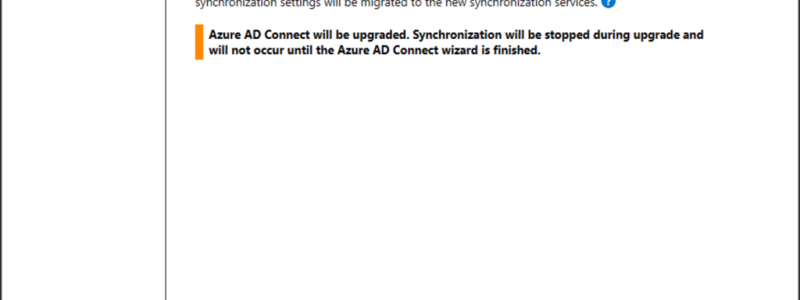 synchronization settings will be migrated to the new synchronization services. ?
Azure AD Connect will be upgraded. Synchronization will be stopped during upgrade and
will not occur until the Azure AD Connect wizard is finished.